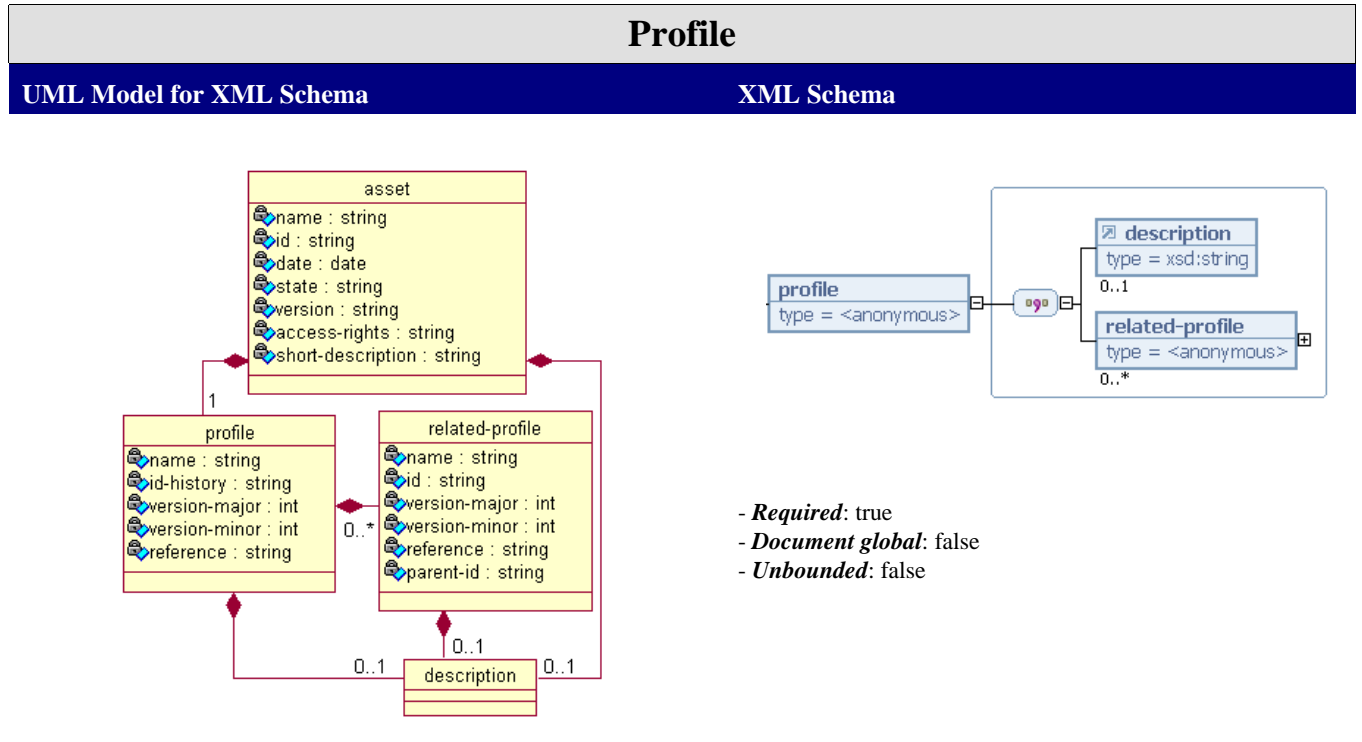 Profile
UML Model for XML Schema
XML Schema
asset
name : string
id : string
date : date
state : string
version : string
access-rights : string
short-description : string
1
profile
name : string
id-history : string
version-major : int
version-minor : int
reference : string
0..*
related-profile
name : string
id : string
version-major : int
version-minor : int
reference : string
parent-id : string
0..1
0..1
0..1
description
profile
type = <anonymous>
description
type = xsd:string
0..1
related-profile
type = <anonymous>
0..*
- Required: true
- Document global: false
- Unbounded: false